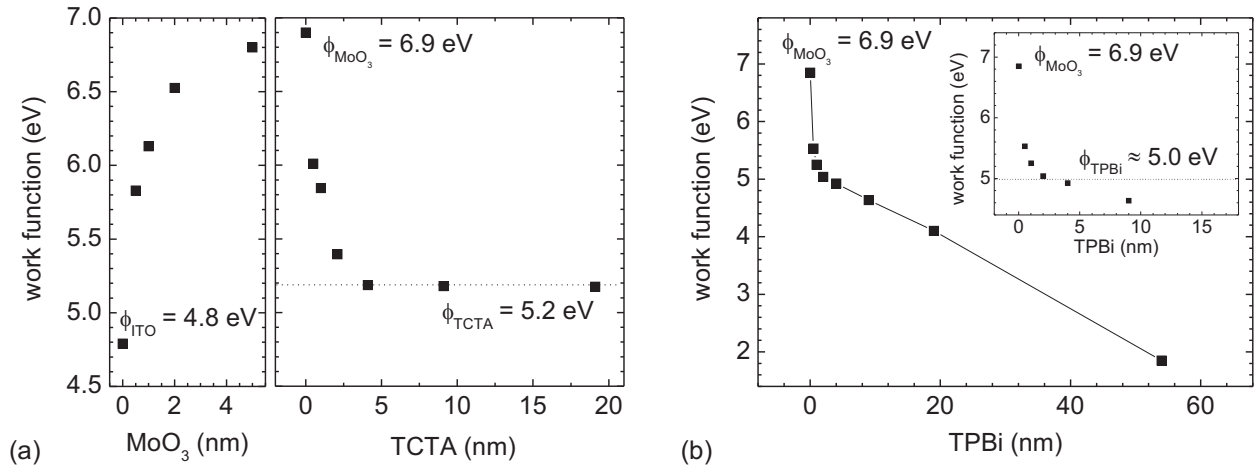 7.0
6.5
6.0
5.5
5.0
4.5
work function (eV)
ϕMoO₃ = 6.9 eV
ϕITO = 4.8 eV
ϕTCTA = 5.2 eV
0 2 4
0 5 10 15 20
(a)
MoO₃ (nm)
TCTA (nm)
8
7
6
5
4
3
2
work function (eV)
ϕMoO₃ = 6.9 eV
7
6
5
work function (eV)
ϕMoO₃ = 6.9 eV
ϕTPBi ≈ 5.0 eV
0 5 10 15
TPBi (nm)
0 20 40 60
(b)
TPBi (nm)